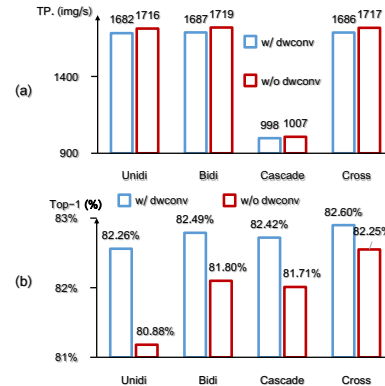 TP. (img/s)
1682 1716 1687 1719 1686 1717
w/ dwconv
1400
w/o dwconv
(a)
998 1007
900
Unidi Bidi Cascade Cross
Top-1 (%)
w/ dwconv w/o dwconv
83%
82.26% 82.49% 82.42% 82.60%
82.25%
81.80% 81.71%
(b)
82%
80.88%
81%
Unidi Bidi Cascade Cross